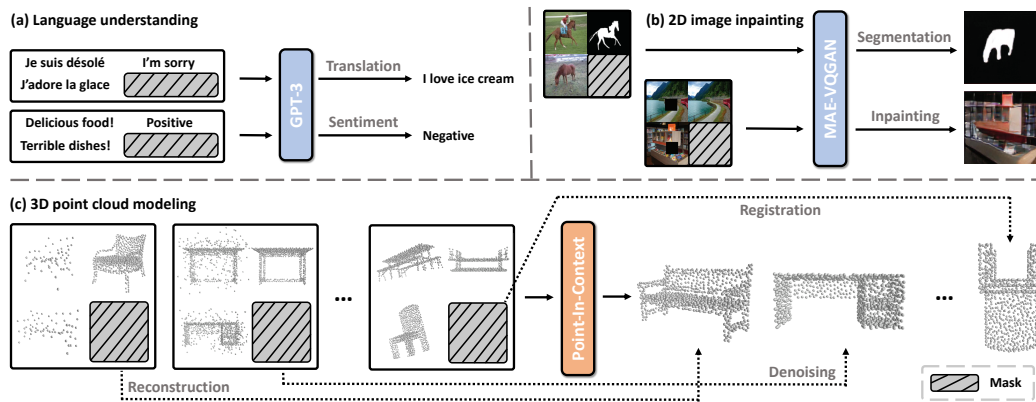 (a) Language understanding
Je suis désolé I'm sorry
J'adore la glace
Delicious food! Positive
Terrible dishes!
GPT-3
Translation
I love ice cream
Sentiment
Negative
(b) 2D image inpainting
MAE-VQGAN
Segmentation
Inpainting
(c) 3D point cloud modeling
Registration
...
Point-In-Context
...
Reconstruction
Denoising
Mask